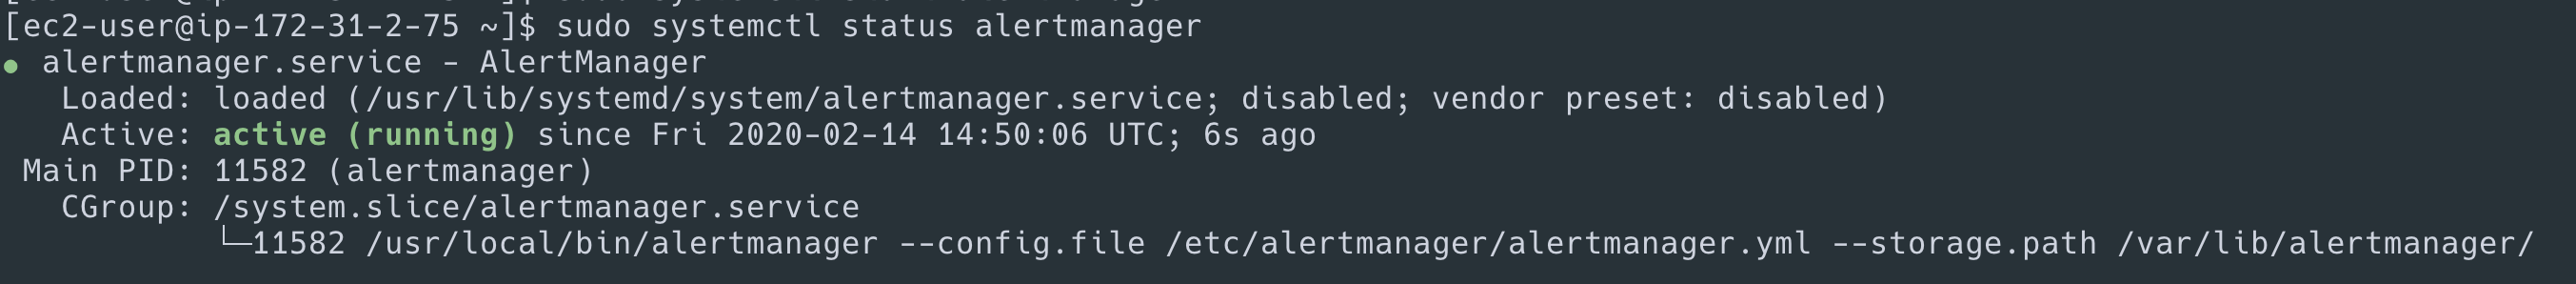 [ec2-user@ip-172-31-2-75 ~]$ sudo systemctl status alertmanager
● alertmanager.service - AlertManager
   Loaded: loaded (/usr/lib/systemd/system/alertmanager.service; disabled; vendor preset: disabled)
   Active: active (running) since Fri 2020-02-14 14:50:06 UTC; 6s ago
 Main PID: 11582 (alertmanager)
   CGroup: /system.slice/alertmanager.service
           └─11582 /usr/local/bin/alertmanager --config.file /etc/alertmanager/alertmanager.yml --storage.path /var/lib/alertmanager/